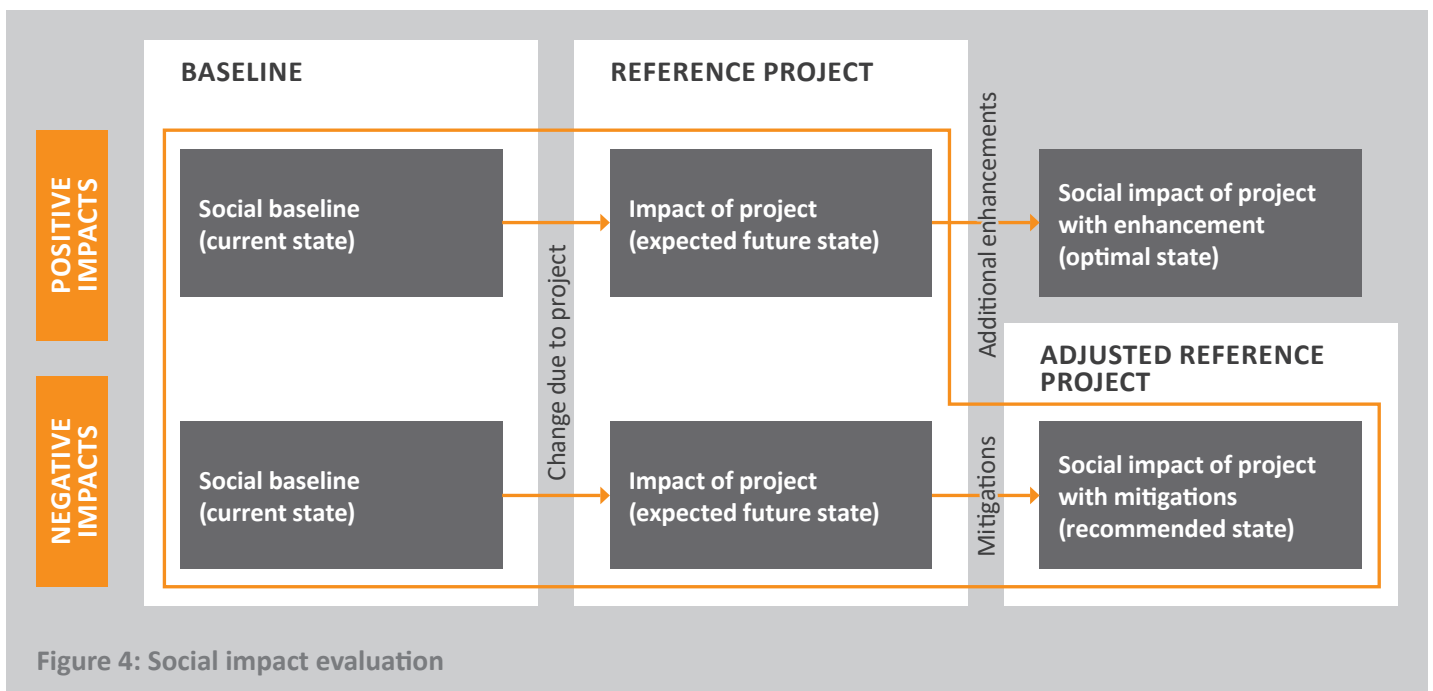 BASELINE
REFERENCE PROJECT
POSITIVE
IMPACTS
Social baseline
(current state)
Change due to project
Impact of project
(expected future state)
Additional enhancements
Social impact of project
with enhancement
(optimal state)
ADJUSTED REFERENCE
PROJECT
NEGATIVE
IMPACTS
Social baseline
(current state)
Impact of project
(expected future state)
Mitigations
Social impact of project
with mitigations
(recommended state)
Figure 4: Social impact evaluation